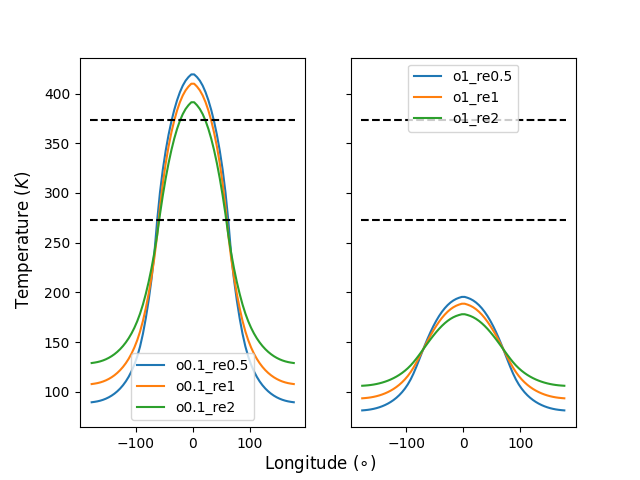 400
350
300
250
200
150
100
Temperature (K)
o0.1_re0.5
o0.1_re1
o0.1_re2
−100
0
100
o1_re0.5
o1_re1
o1_re2
−100
0
100
Longitude (∘)